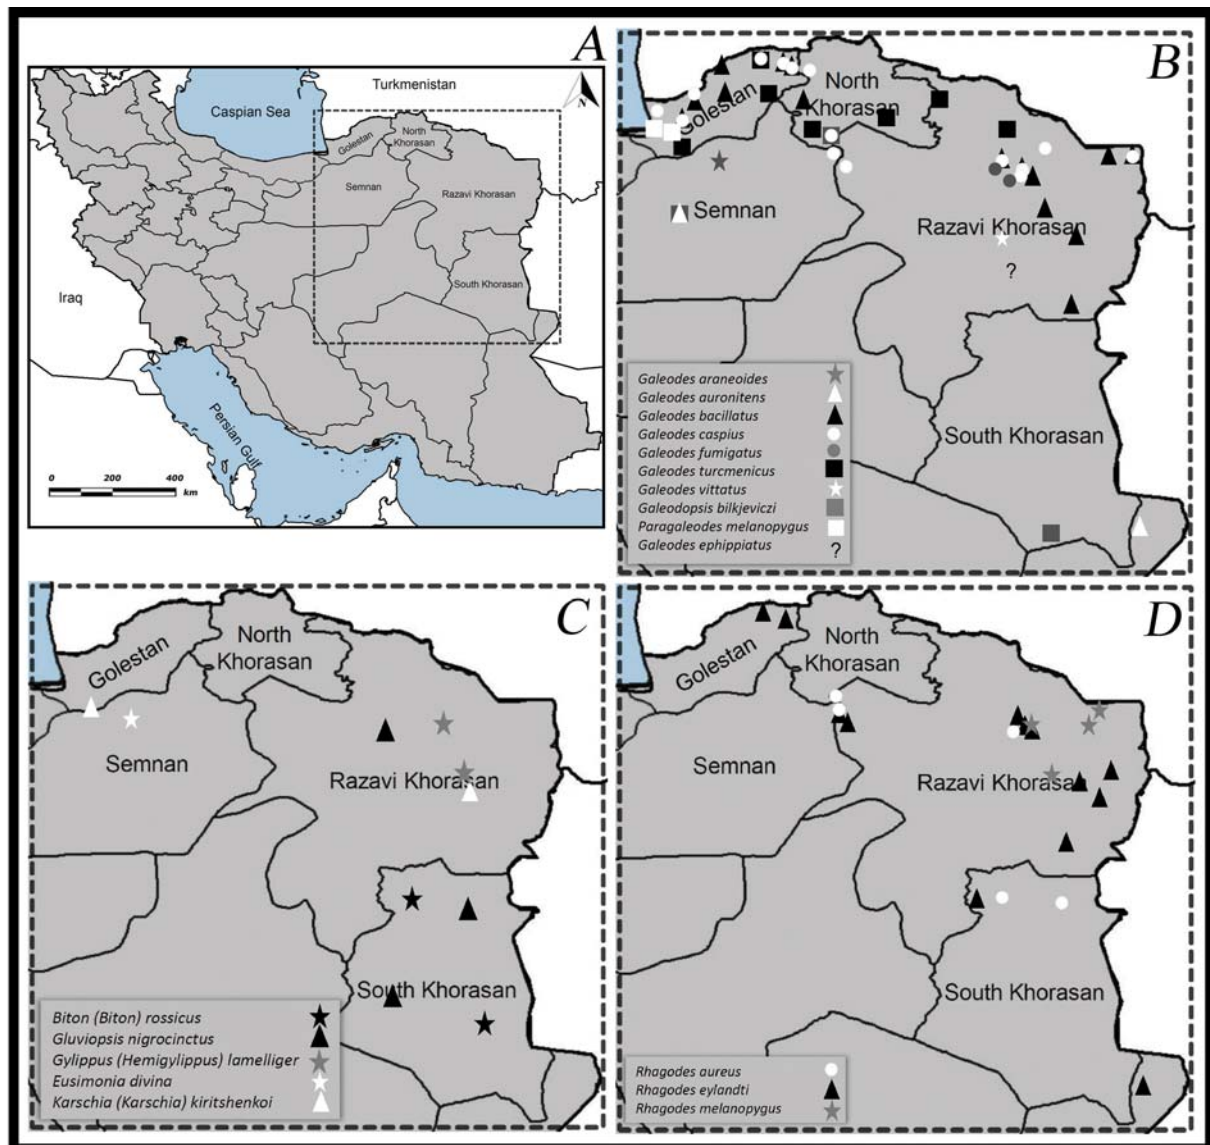 A
Turkmenistan
Caspian Sea
Golestan
North
Khorasan
Semnan
Razavi Khorasan
South Khorasan
Iraq
Persian Gulf
0 200 400
km
B
North
Khorasan
Golestan
Semnan
Razavi Khorasan
?
South Khorasan
Galeodes araneoides
Galeodes auronitens
Galeodes bacillatus
Galeodes caspius
Galeodes fumigatus
Galeodes turcmenicus
Galeodes vittatus
Galeodopsis bilkjeviczi
Paragaleodes melanopygus
Galeodes ephippiatus ?
C
North
Khorasan
Golestan
Semnan
Razavi Khorasan
South Khorasan
Biton (Biton) rossicus
Gluviopsis nigrocinctus
Gylippus (Hemigylippus) lamelliger
Eusimonia divina
Karschia (Karschia) kiritshenkoi
D
North
Khorasan
Golestan
Semnan
Razavi Khorasan
South Khorasan
Rhagodes aureus
Rhagodes eylandti
Rhagodes melanopygus